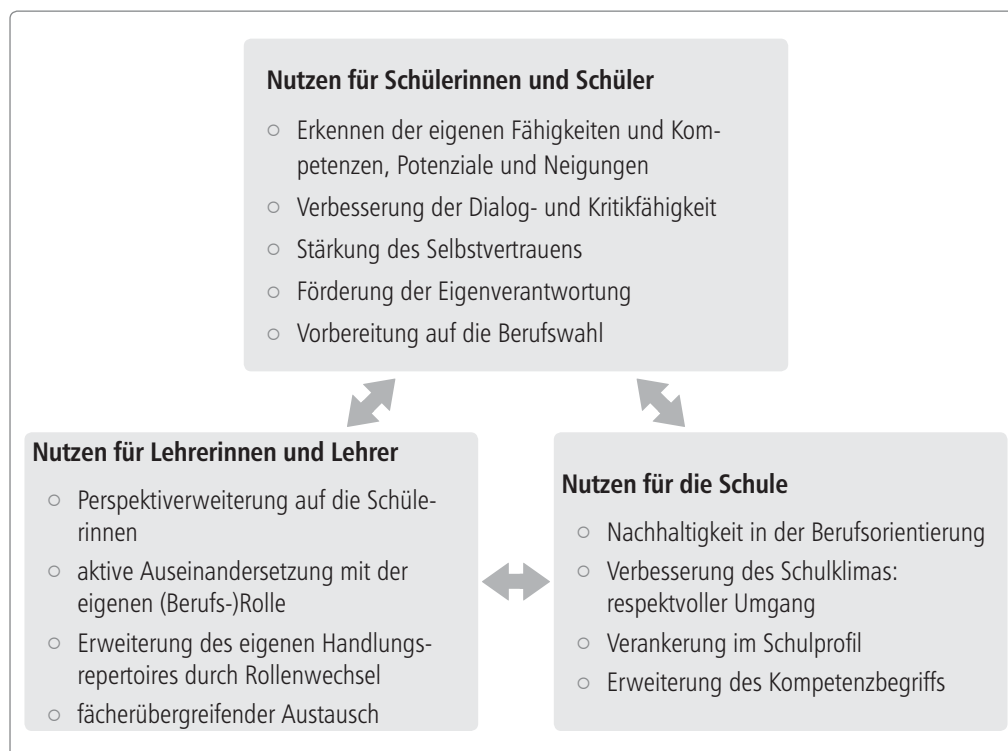 Nutzen für Schülerinnen und Schüler
○ Erkennen der eigenen Fähigkeiten und Kom-
petenzen, Potenziale und Neigungen
○ Verbesserung der Dialog- und Kritikfähigkeit
○ Stärkung des Selbstvertrauens
○ Förderung der Eigenverantwortung
○ Vorbereitung auf die Berufswahl
Nutzen für Lehrerinnen und Lehrer
○ Perspektiverweiterung auf die Schüle-
rinnen
○ aktive Auseinandersetzung mit der
eigenen (Berufs-)Rolle
○ Erweiterung des eigenen Handlungs-
repertoires durch Rollenwechsel
○ fächerübergreifender Austausch
Nutzen für die Schule
○ Nachhaltigkeit in der Berufsorientierung
○ Verbesserung des Schulklimas:
respektvoller Umgang
○ Verankerung im Schulprofil
○ Erweiterung des Kompetenzbegriffs